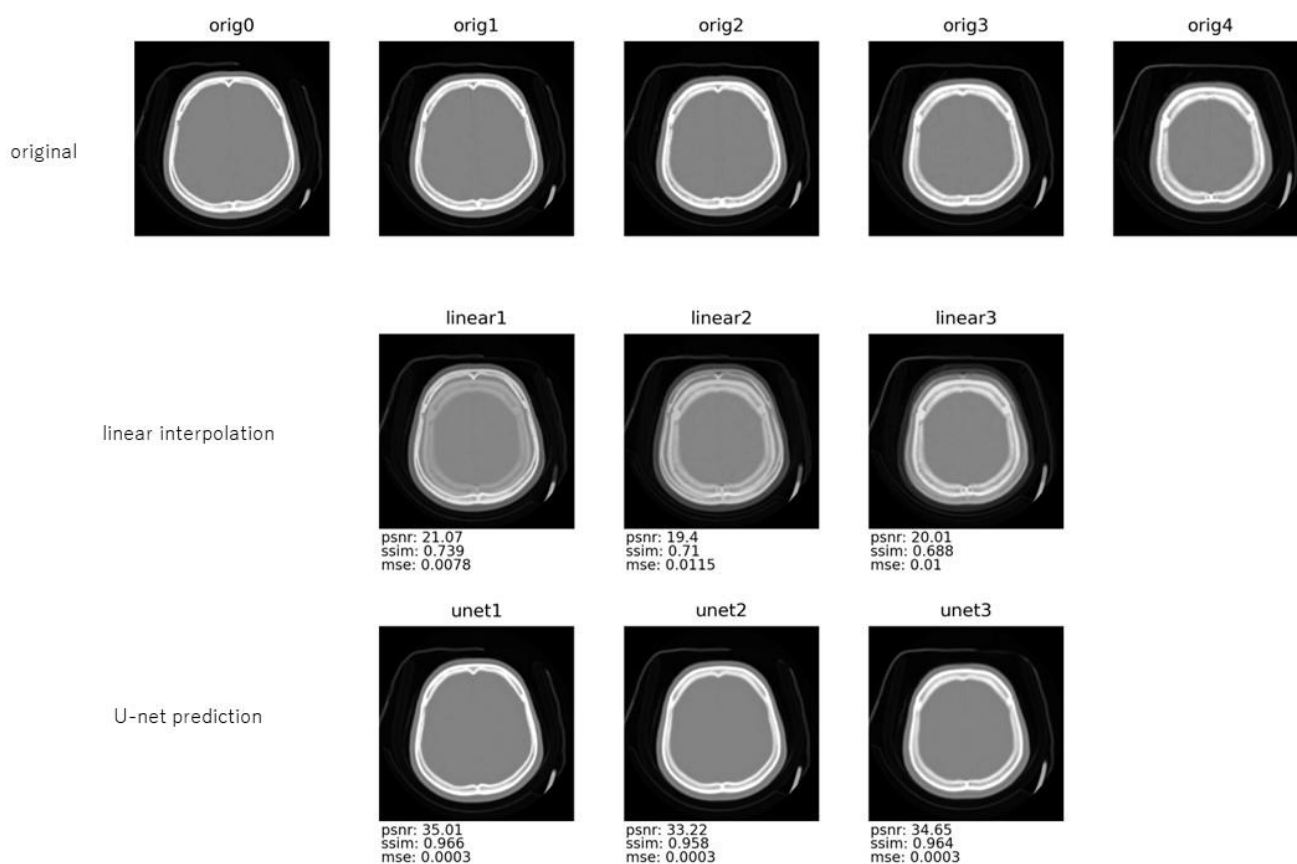 orig0
orig1
orig2
orig3
orig4
original
linear1
linear2
linear3
linear interpolation
psnr: 21.07
ssim: 0.739
mse: 0.0078
psnr: 19.4
ssim: 0.71
mse: 0.0115
psnr: 20.01
ssim: 0.688
mse: 0.01
unet1
unet2
unet3
U-net prediction
psnr: 35.01
ssim: 0.966
mse: 0.0003
psnr: 33.22
ssim: 0.958
mse: 0.0003
psnr: 34.65
ssim: 0.964
mse: 0.0003